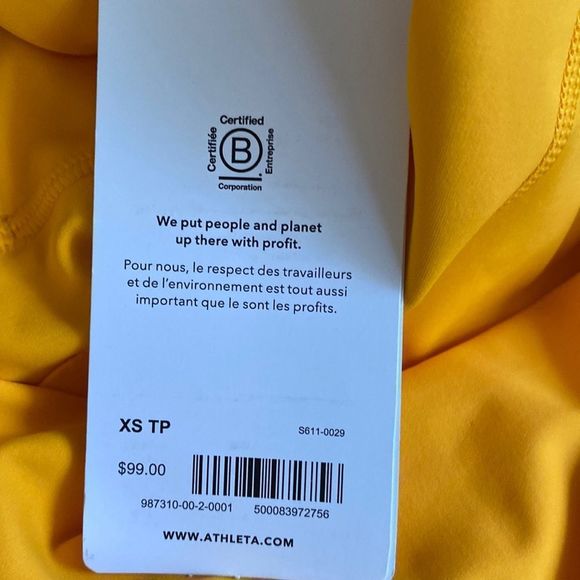 Certified
Certifiée
B
Entreprise
Corporation
We put people and planet
up there with profit.
Pour nous, le respect des travailleurs
et de l'environnement est tout aussi
important que le sont les profits.
XS TP
S611-0029
$99.00
987310-00-2-0001 500083972756
WWW.ATHLETA.COM